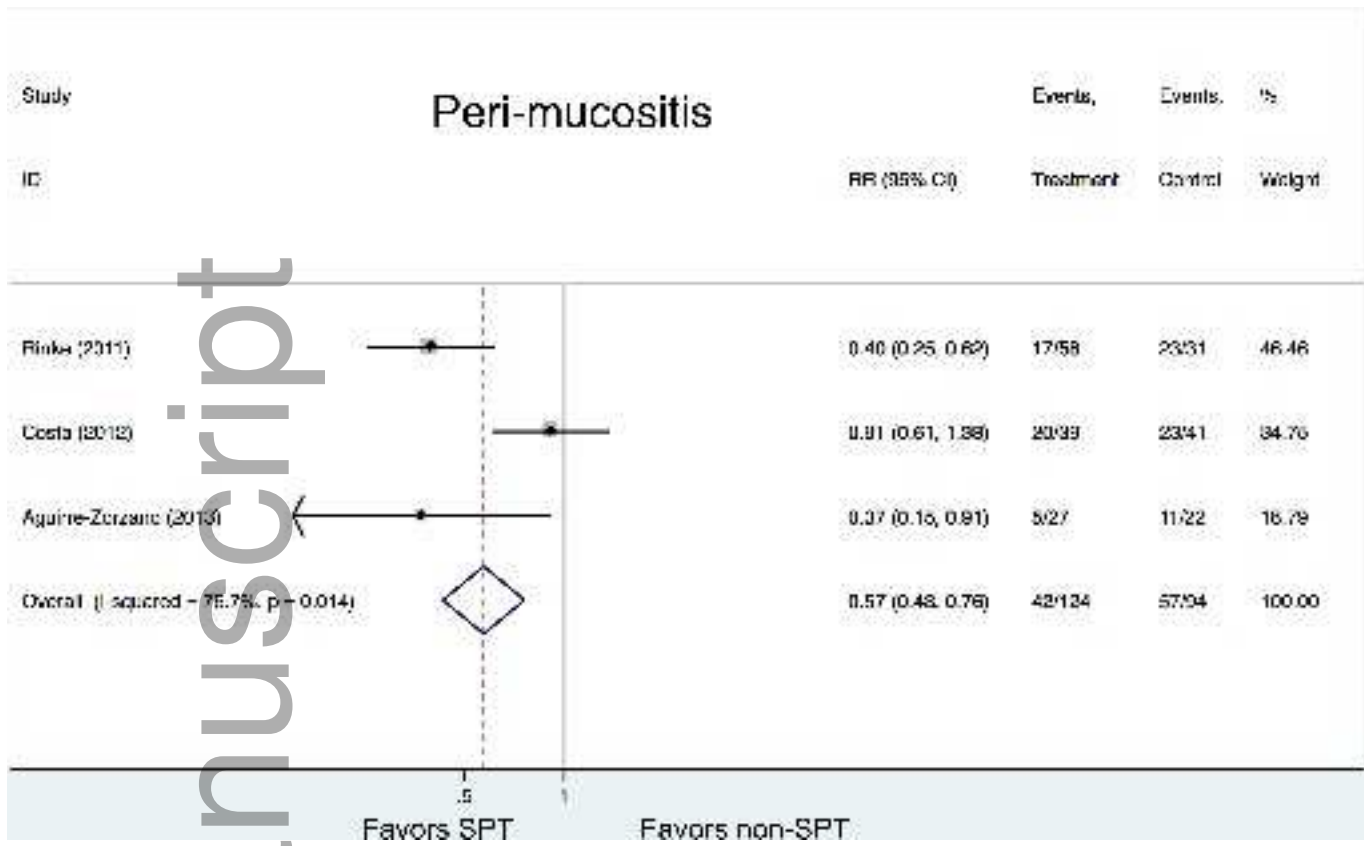 Peri-mucositis
Study Events, Events, %
ID RR (95% CI) Treatment Control Weight
Rinke (2011) 0.40 (0.25, 0.62) 17/58 23/31 46.46
Costa (2012) 0.91 (0.61, 1.38) 20/39 23/41 34.75
Aguirre-Zorzano (2013) 0.37 (0.15, 0.91) 5/27 11/22 18.79
Overall (I-squared = 76.7%, p = 0.014) 0.57 (0.43, 0.76) 42/124 57/94 100.00
.5 1
Favors SPT Favors non-SPT
nuscript